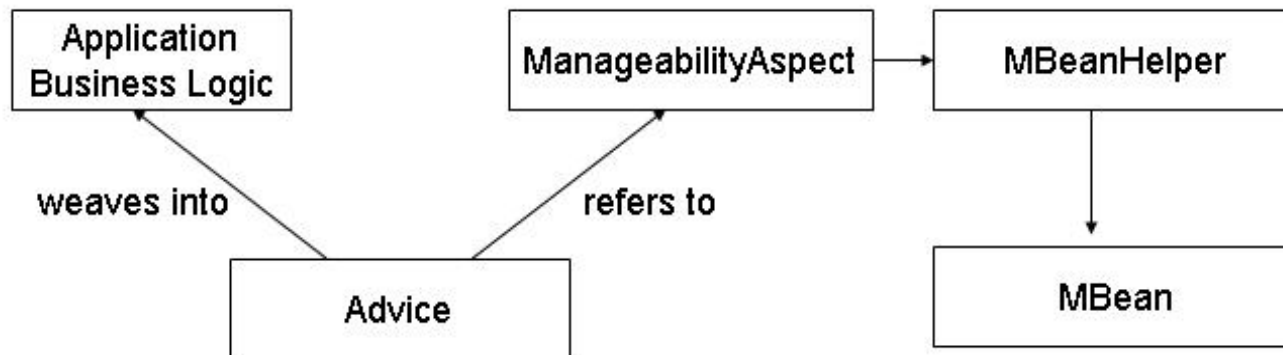 Application
Business Logic
ManageabilityAspect
MBeanHelper
weaves into
refers to
Advice
MBean